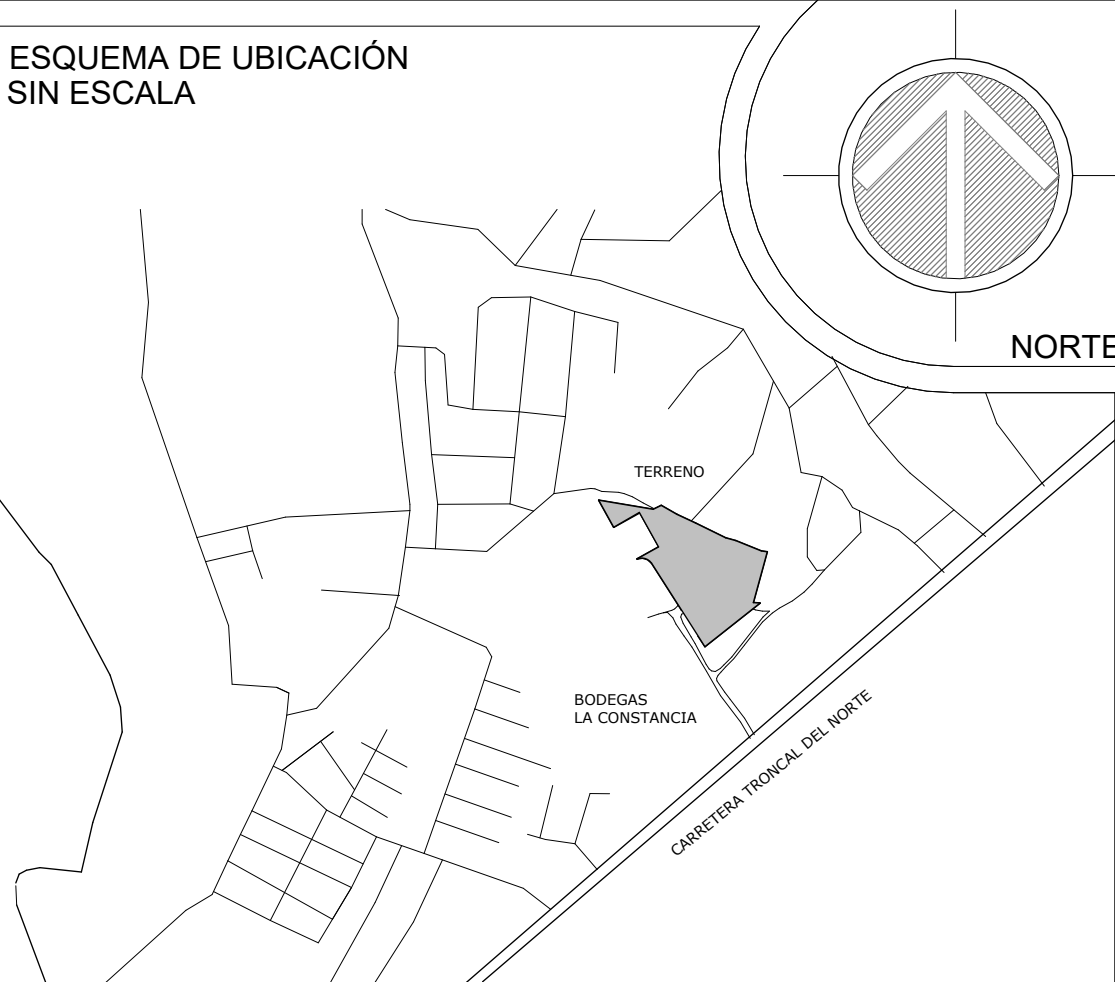 ESQUEMA DE UBICACIÓN
SIN ESCALA
NORTE
TERRENO
BODEGAS
LA CONSTANCIA
CARRETERA TRONCAL DEL NORTE